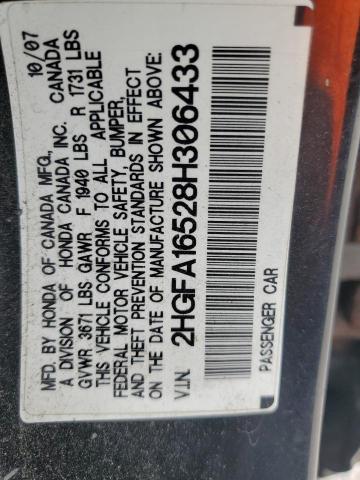 MFD. BY HONDA OF CANADA MFG., 10/07
A DIVISION OF HONDA CANADA INC. CANADA
GVWR 3671 LBS GAWR F 1940 LBS R 1731 LBS
THIS VEHICLE CONFORMS TO ALL APPLICABLE
FEDERAL MOTOR VEHICLE SAFETY, BUMPER,
AND THEFT PREVENTION STANDARDS IN EFFECT
ON THE DATE OF MANUFACTURE SHOWN ABOVE.
V.I.N. 2HGFA16528H306433
PASSENGER CAR